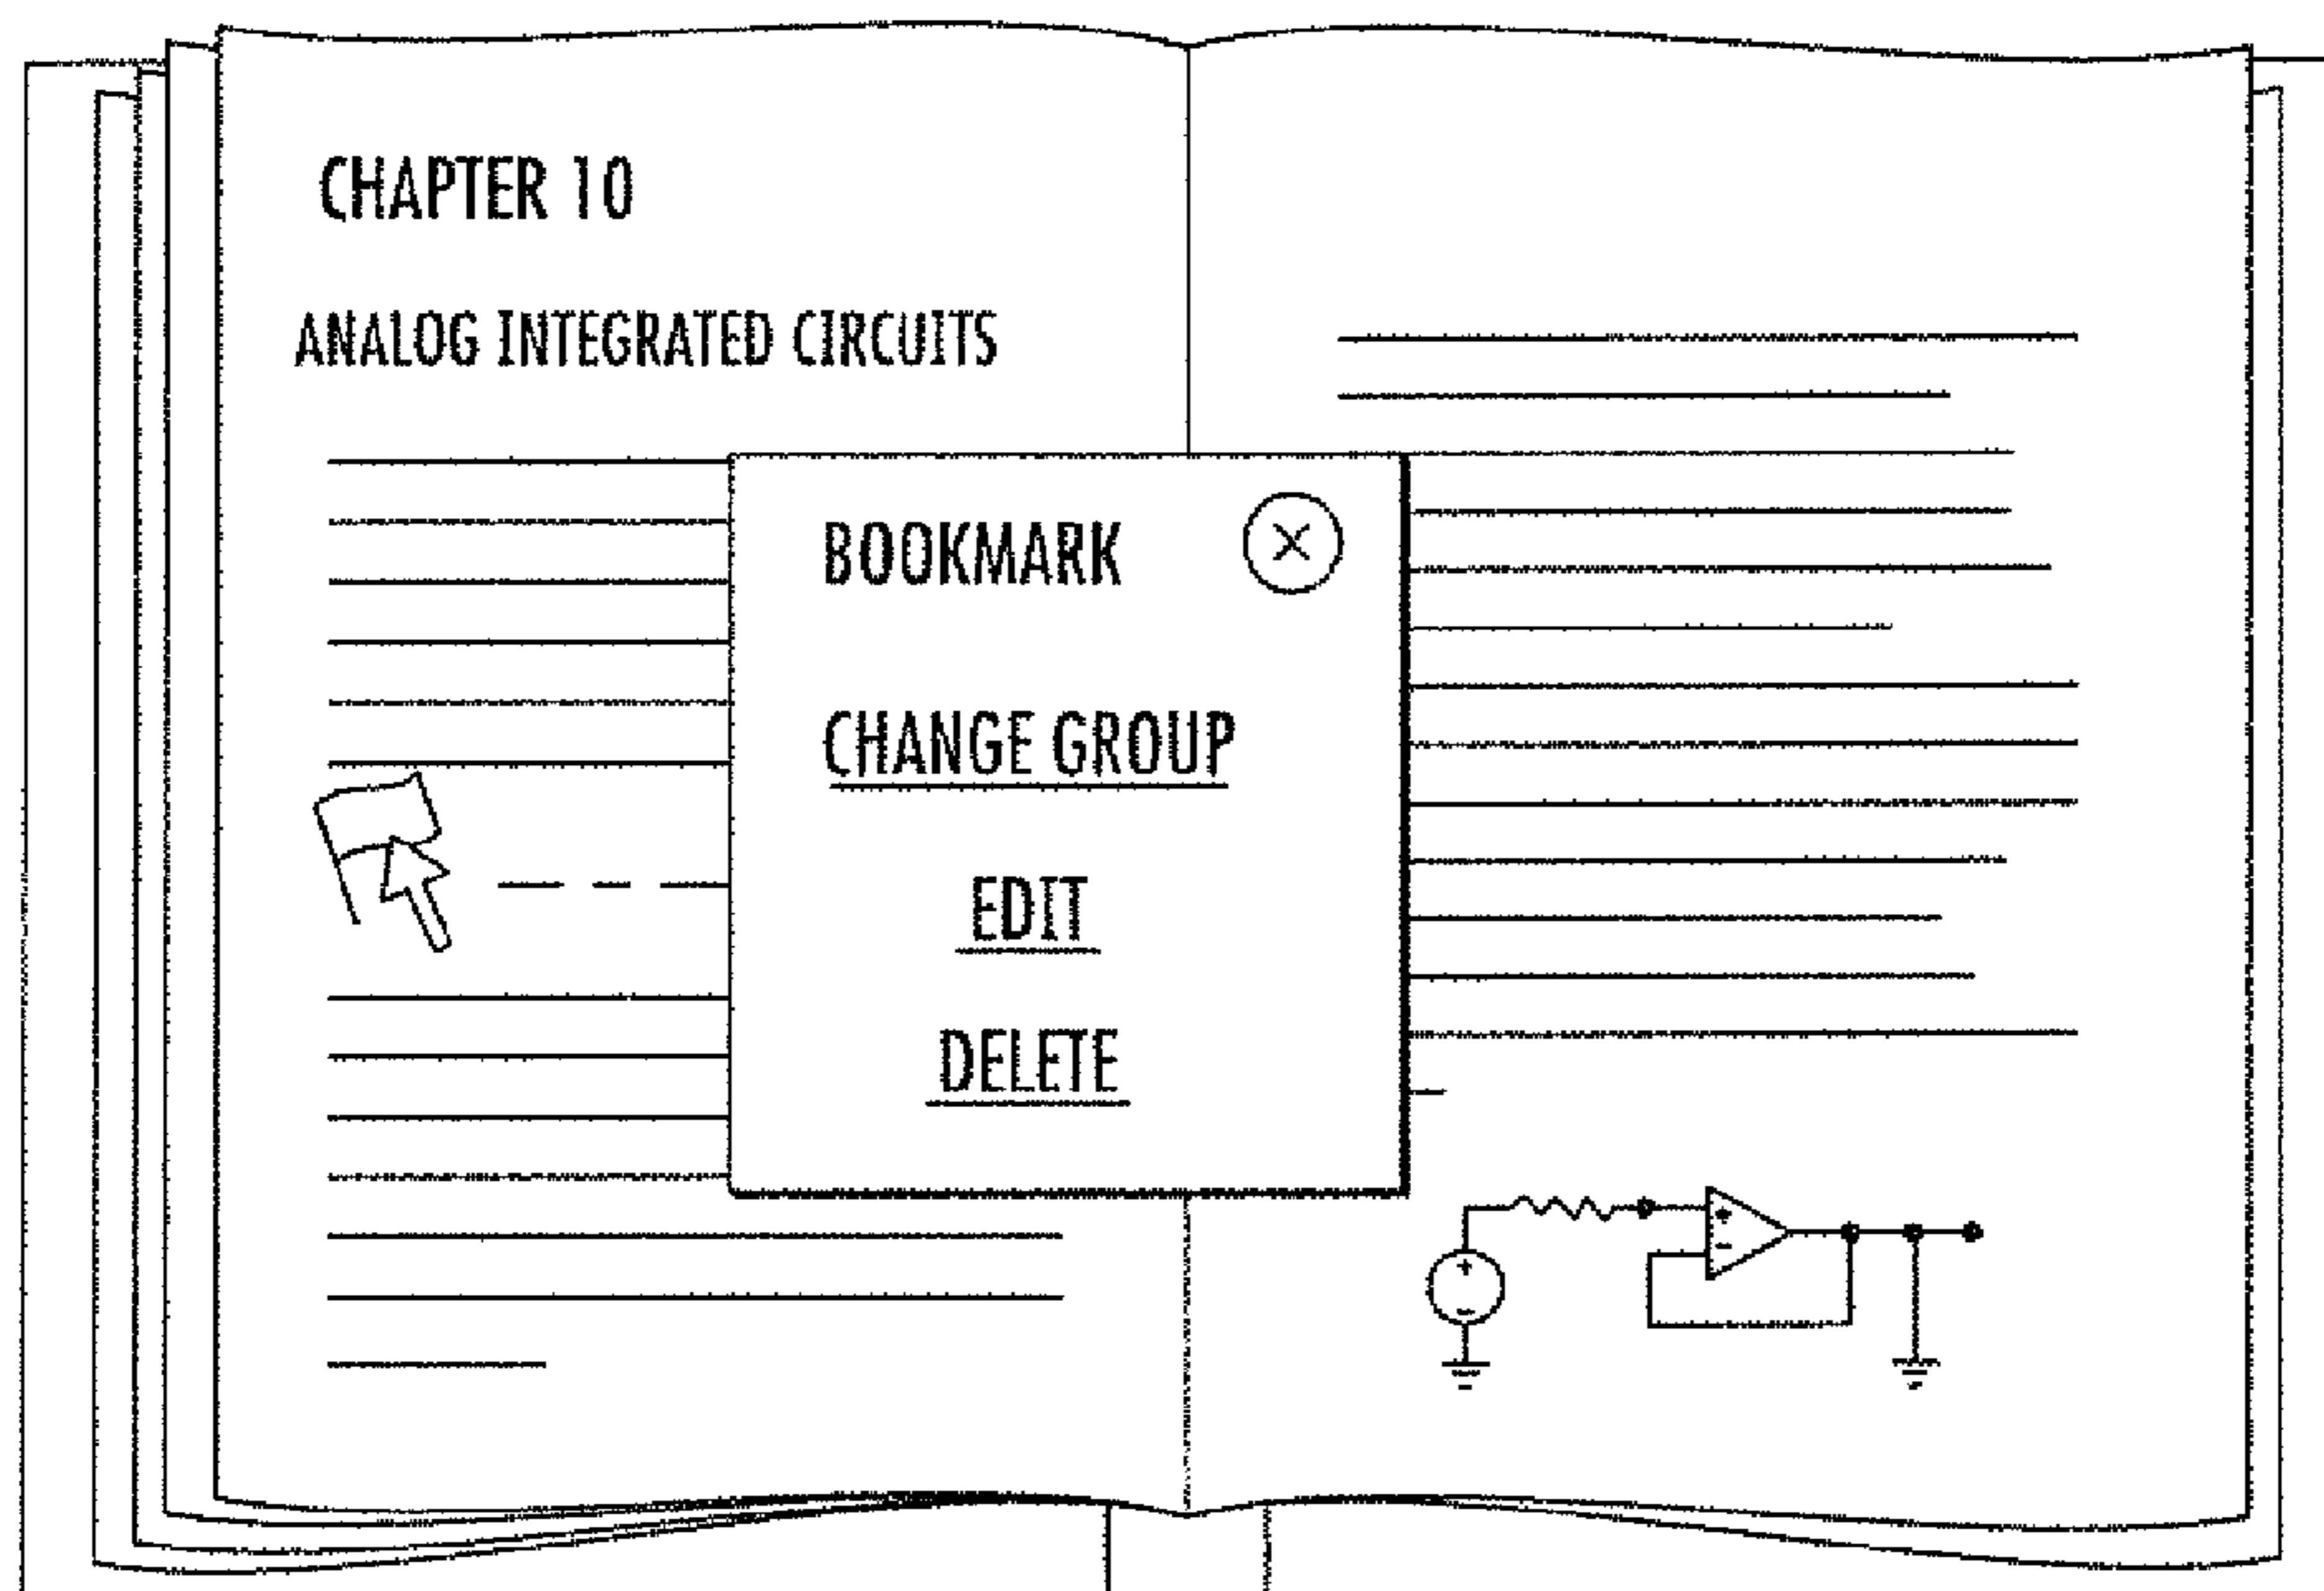 CHAPTER 10
ANALOG INTEGRATED CIRCUITS
BOOKMARK
CHANGE GROUP
EDIT
DELETE